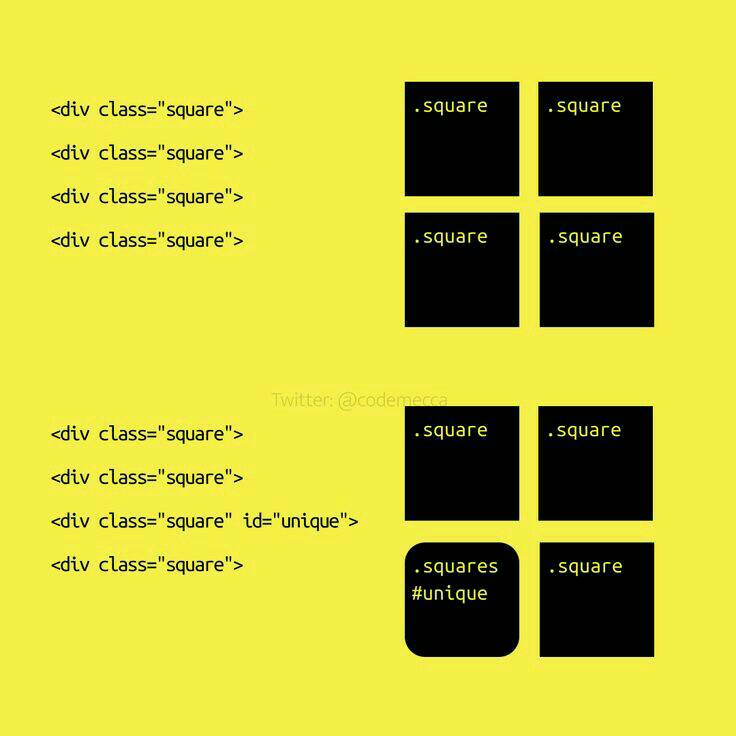 <div class="square">
<div class="square">
<div class="square">
<div class="square">
.square
.square
.square
.square
Twitter: @codemecca
<div class="square">
<div class="square">
<div class="square" id="unique">
<div class="square">
.square
.square
.squares
#unique
.square